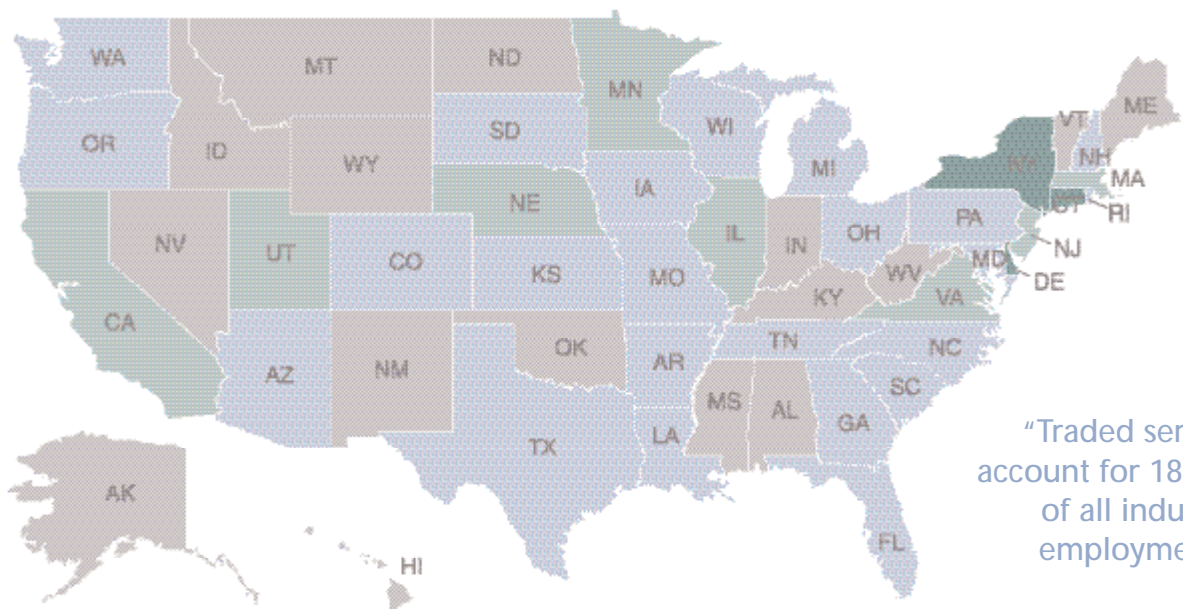 WA
MT
ND
MN
ME
VT
OR
ID
SD
WI
NH
WY
MI
NY
MA
IA
CT
RI
NE
PA
NV
UT
IL
IN
OH
NJ
CO
MD
KS
MO
WV
DE
KY
VA
CA
TN
NC
OK
AR
AZ
NM
SC
MS
AL
GA
LA
TX
"Traded ser
account for 18
of all indu
employme
AK
FL
HI